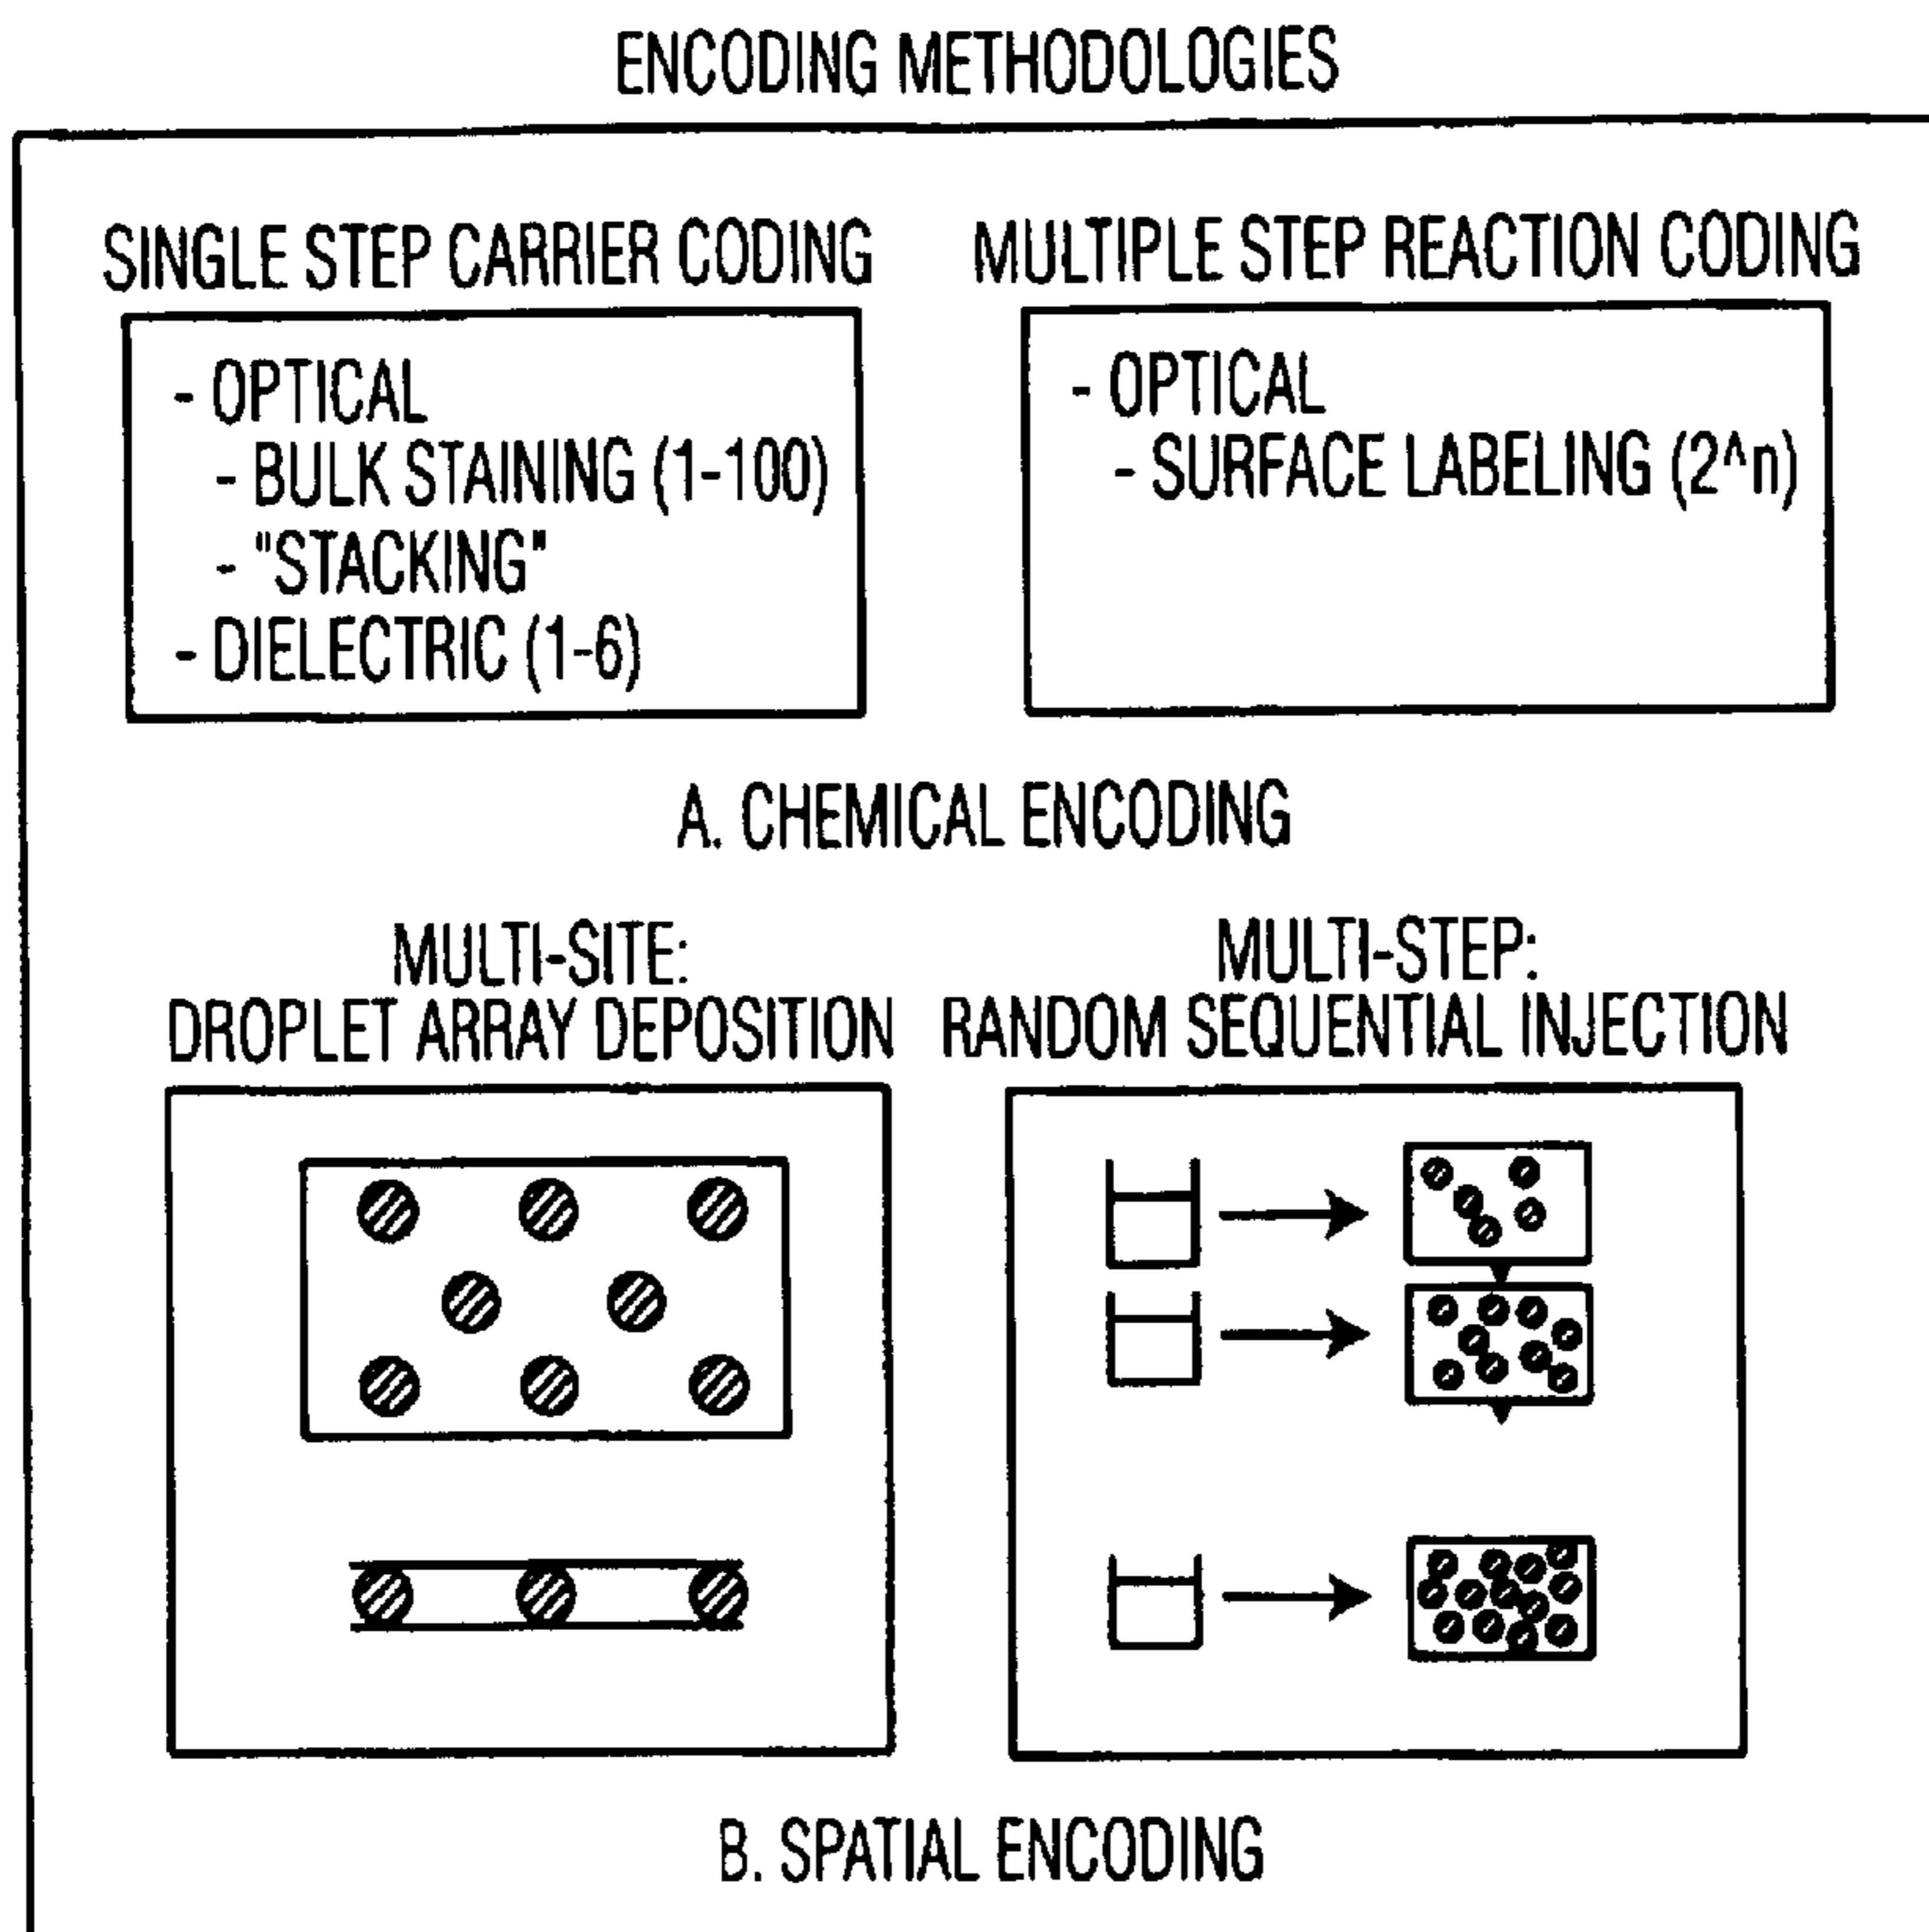 ENCODING METHODOLOGIES
SINGLE STEP CARRIER CODING
- OPTICAL
- BULK STAINING (1-100)
- "STACKING"
- DIELECTRIC (1-6)
MULTIPLE STEP REACTION CODING
- OPTICAL
- SURFACE LABELING (2^n)
A. CHEMICAL ENCODING
MULTI-SITE:
DROPLET ARRAY DEPOSITION
MULTI-STEP:
RANDOM SEQUENTIAL INJECTION
B. SPATIAL ENCODING